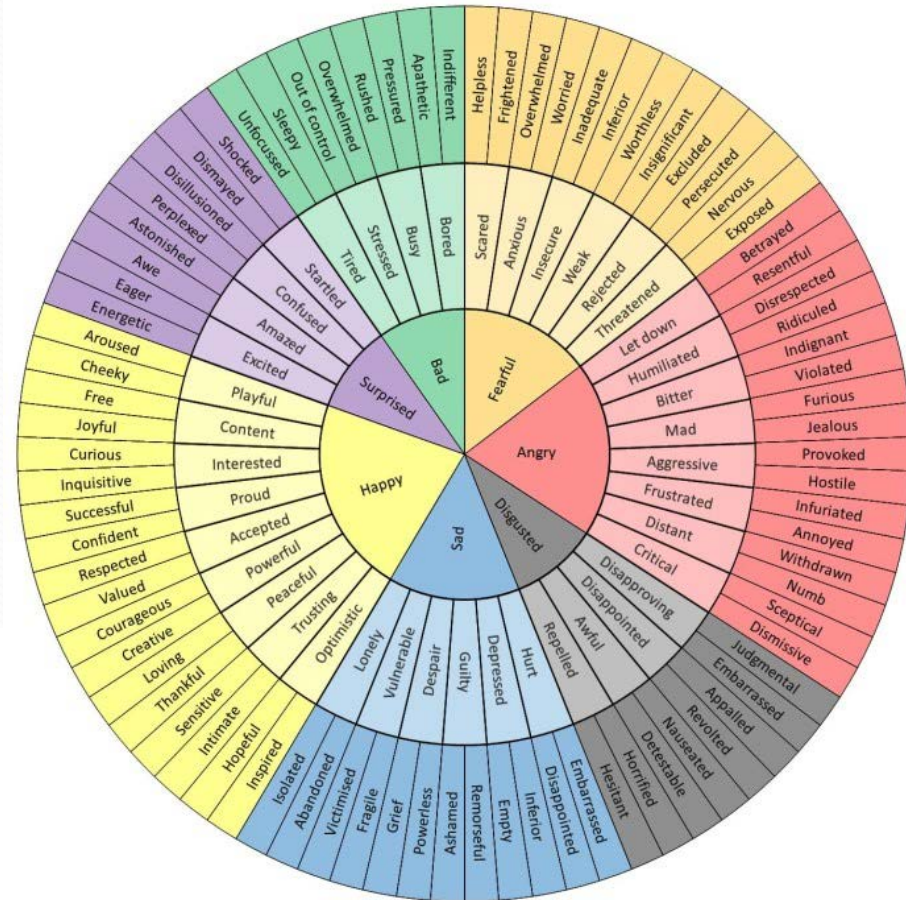 Fearful
Angry
Disgusted
Sad
Happy
Surprised
Bad
Scared
Anxious
Insecure
Weak
Rejected
Threatened
Let down
Humiliated
Bitter
Mad
Aggressive
Frustrated
Distant
Critical
Disapproving
Disappointed
Awful
Repelled
Hurt
Depressed
Guilty
Despair
Vulnerable
Lonely
Optimistic
Trusting
Peaceful
Powerful
Accepted
Proud
Interested
Content
Playful
Excited
Amazed
Confused
Startled
Tired
Stressed
Busy
Bored
Helpless
Frightened
Overwhelmed
Worried
Inadequate
Inferior
Worthless
Insignificant
Excluded
Persecuted
Nervous
Exposed
Betrayed
Resentful
Disrespected
Ridiculed
Indignant
Violated
Furious
Jealous
Provoked
Hostile
Infuriated
Annoyed
Withdrawn
Numb
Sceptical
Dismissive
Judgmental
Embarrassed
Appalled
Revolted
Nauseated
Detestable
Horrified
Hesitant
Embarrassed
Disappointed
Inferior
Empty
Remorseful
Ashamed
Powerless
Grief
Fragile
Victimised
Abandoned
Isolated
Inspired
Hopeful
Intimate
Sensitive
Thankful
Loving
Creative
Courageous
Valued
Respected
Confident
Successful
Inquisitive
Curious
Joyful
Free
Cheeky
Aroused
Energetic
Eager
Awe
Astonished
Perplexed
Disillusioned
Dismayed
Shocked
Unfocussed
Sleepy
Out of control
Overwhelmed
Rushed
Pressured
Apathetic
Indifferent